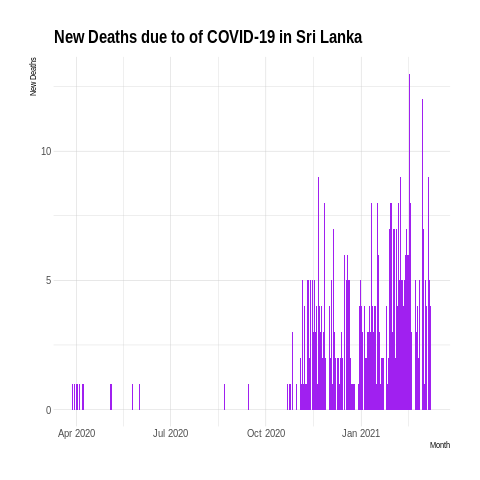 New Deaths due to of COVID-19 in Sri Lanka
New Deaths
10
5
0
Apr 2020
Jul 2020
Oct 2020
Jan 2021
Month